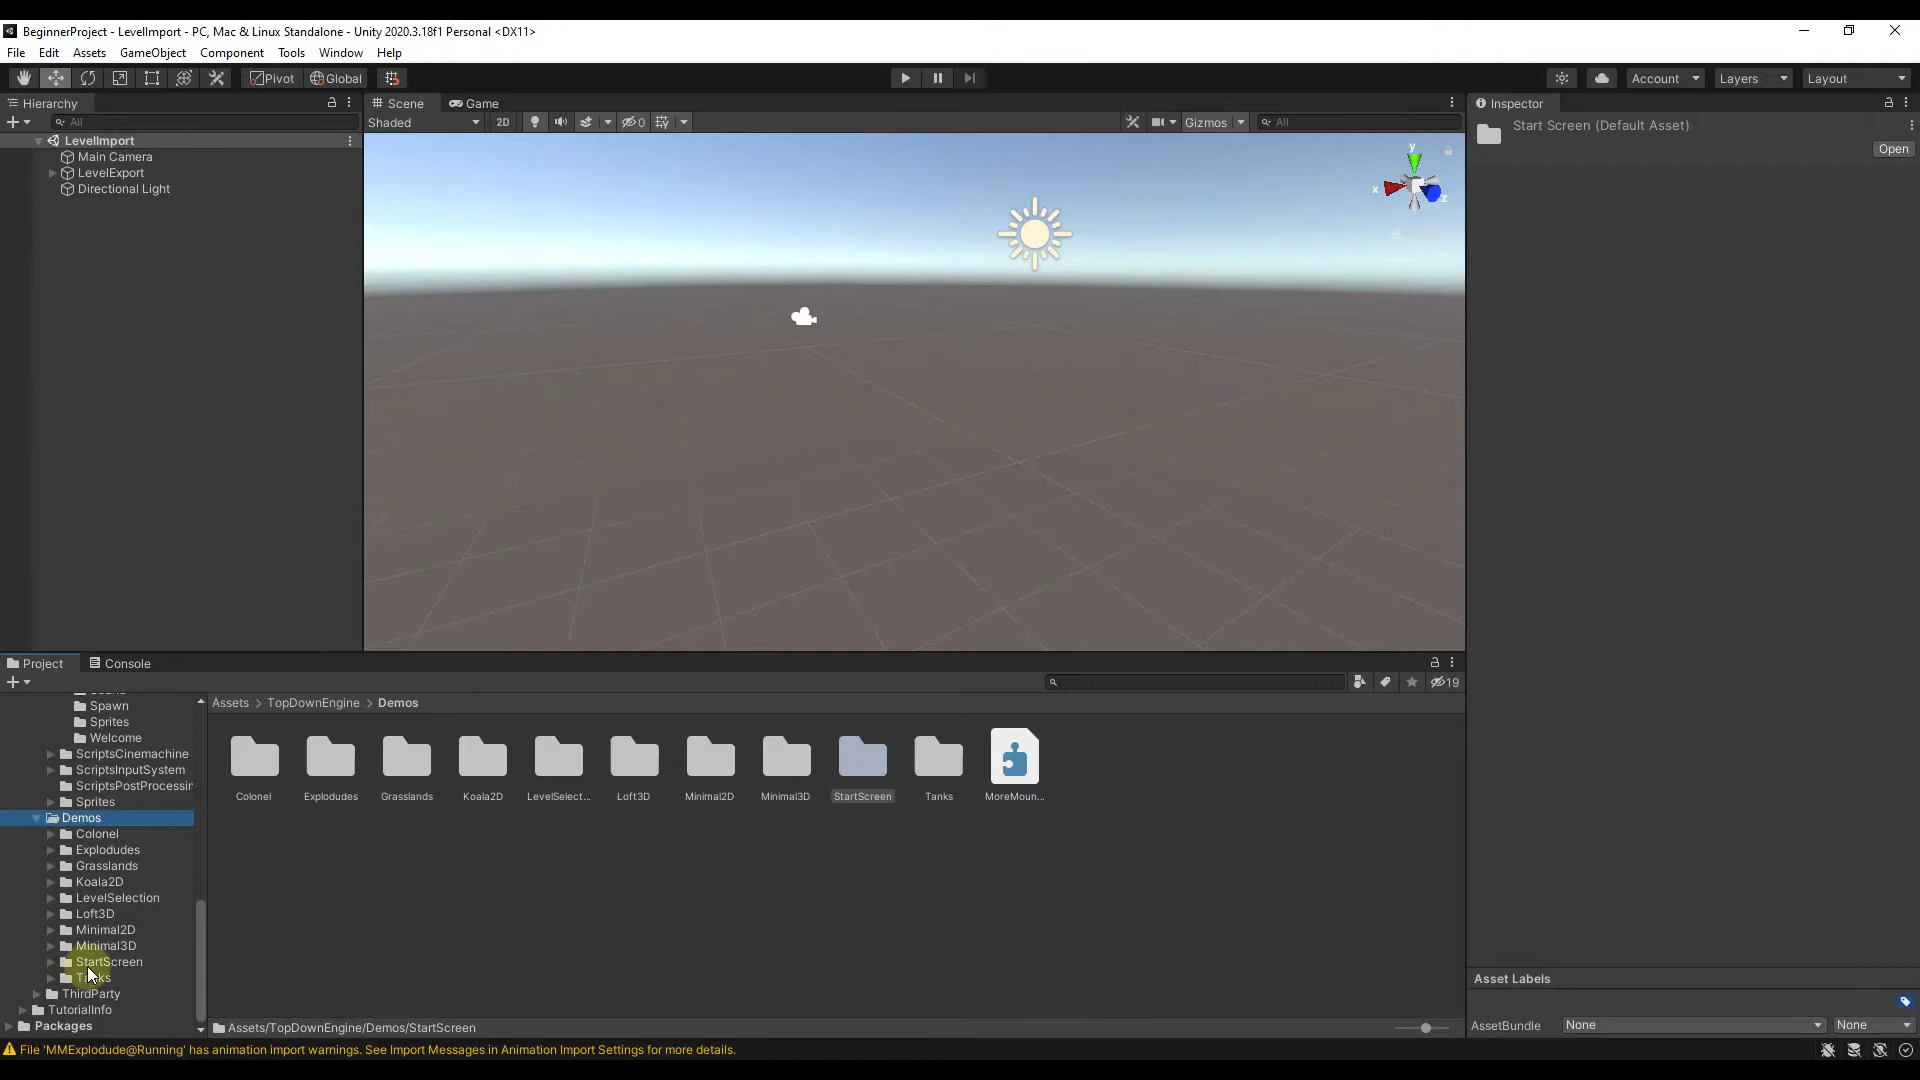 BeginnerProject - LevelImport - PC, Mac & Linux Standalone - Unity 2020.3.18f1 Personal <DX11>
File Edit Assets GameObject Component Tools Window Help
Pivot Global Account Layers Layout
Hierarchy
All
LevelImport
Main Camera
LevelExport
Directional Light
Scene Game
Shaded 2D 0 Gizmos All
y
x
z
Inspector
Start Screen (Default Asset)
Open
Project Console
19
Spawn
Sprites
Welcome
ScriptsCinemachine
ScriptsInputSystem
ScriptsPostProcessin
Sprites
Demos
Colonel
Explodudes
Grasslands
Koala2D
LevelSelection
Loft3D
Minimal2D
Minimal3D
StartScreen
Tanks
ThirdParty
TutorialInfo
Packages
Assets > TopDownEngine > Demos
Colonel Explodudes Grasslands Koala2D LevelSelect... Loft3D Minimal2D Minimal3D StartScreen Tanks MoreMoun...
Assets/TopDownEngine/Demos/StartScreen
Asset Labels
AssetBundle None None
File 'MMExplodude@Running' has animation import warnings. See Import Messages in Animation Import Settings for more details.